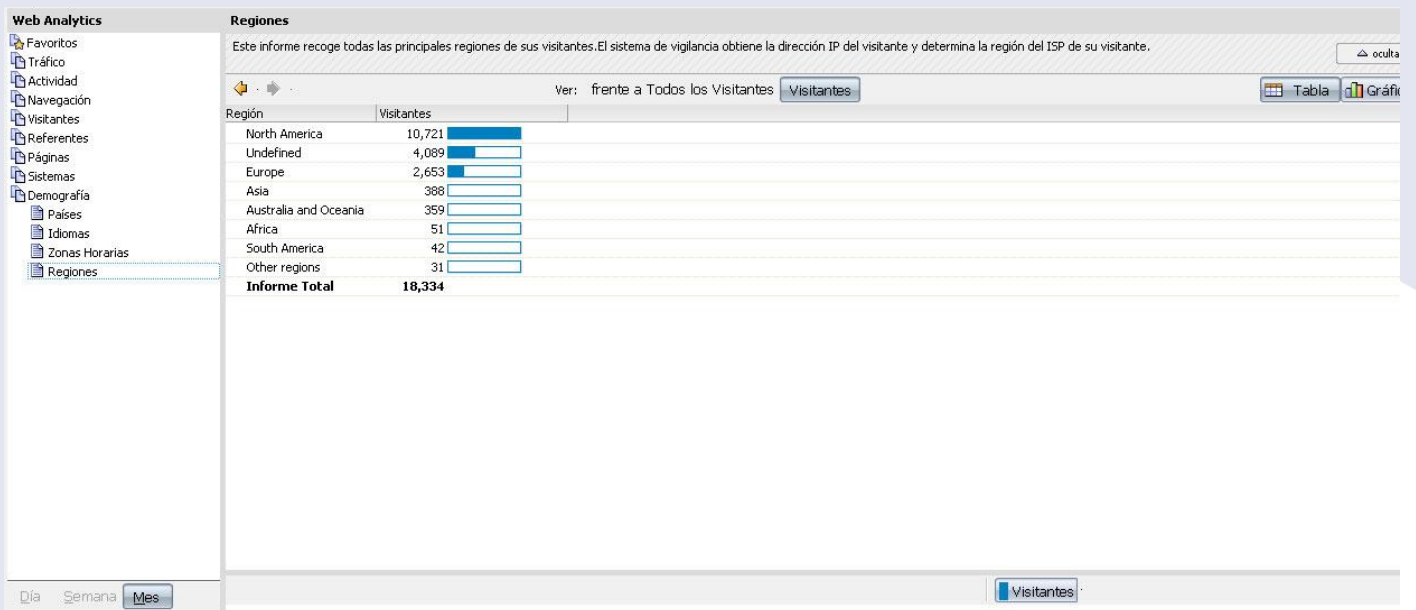 Web Analytics
Favoritos
Tráfico
Actividad
Navegación
Visitantes
Referentes
Páginas
Sistemas
Demografía
Países
Idiomas
Zonas Horarias
Regiones
Día Semana Mes
Regiones
Este informe recoge todas las principales regiones de sus visitantes.El sistema de vigilancia obtiene la dirección IP del visitante y determina la región del ISP de su visitante.
oculta
Ver: frente a Todos los Visitantes Visitantes
Tabla Gráfic
Región Visitantes
North America 10,721
Undefined 4,089
Europe 2,653
Asia 388
Australia and Oceania 359
Africa 51
South America 42
Other regions 31
Informe Total 18,334
Visitantes